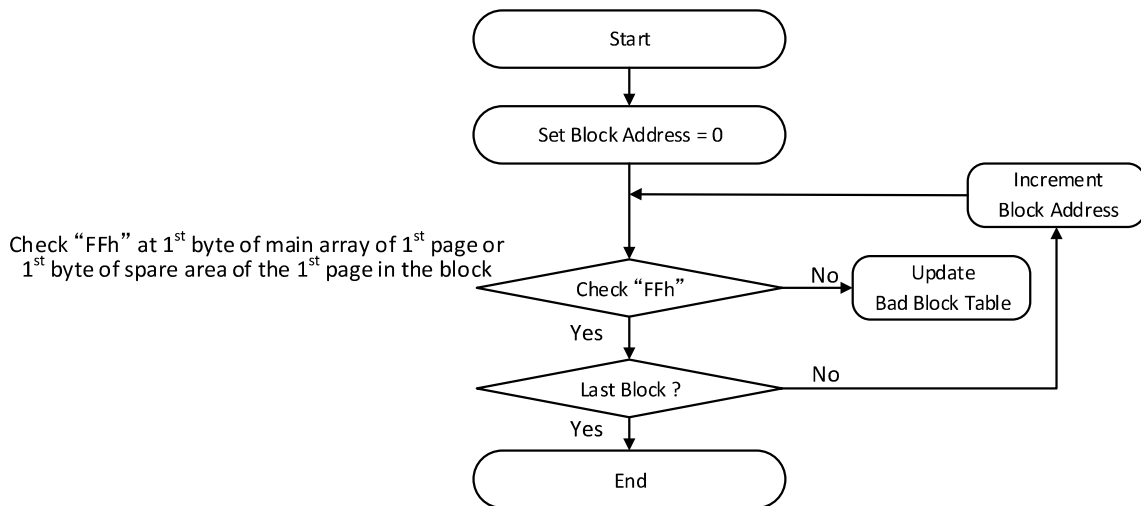 Start
Set Block Address = 0
Increment
Block Address
Check “FFh” at 1st byte of main array of 1st page or
1st byte of spare area of the 1st page in the block
Check “FFh”
No
Update
Bad Block Table
Yes
Last Block ?
No
Yes
End